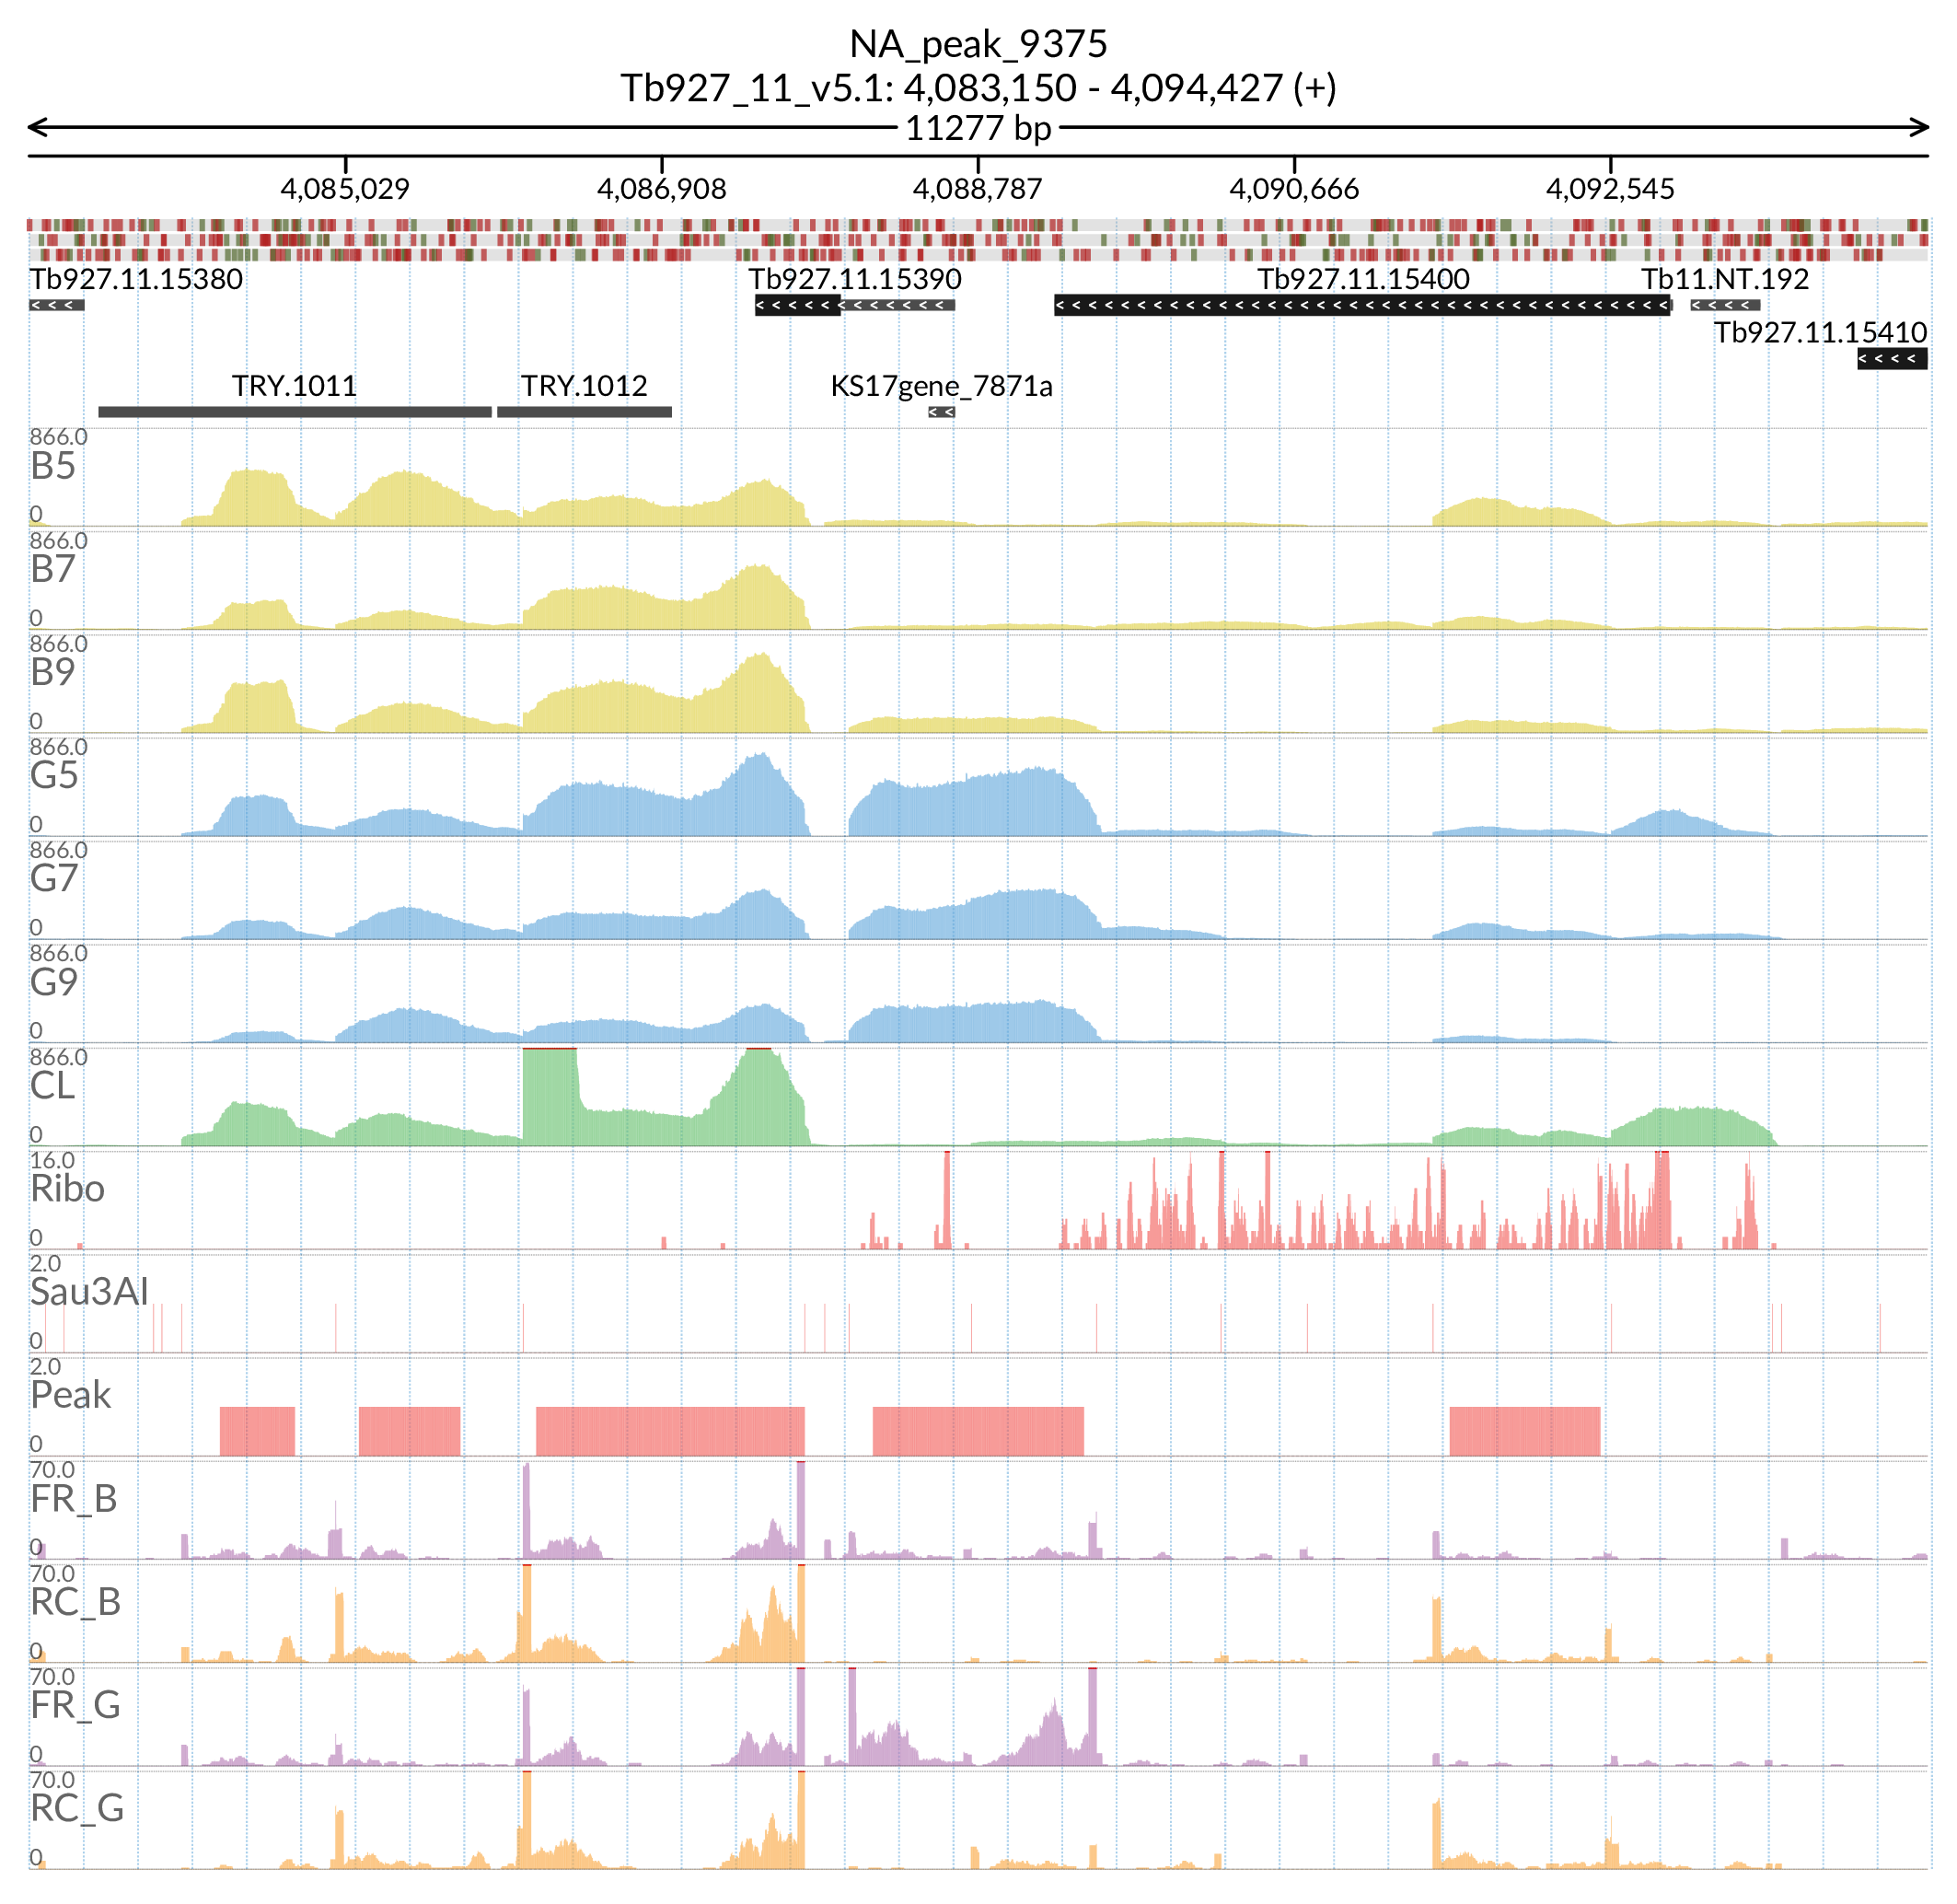 NA_peak_9375
Tb927_11_v5.1: 4,083,150 - 4,094,427 (+)
11277 bp
4,085,029 4,086,908 4,088,787 4,090,666 4,092,545
Tb927.11.15380 Tb927.11.15390 Tb927.11.15400 Tb11.NT.192
Tb927.11.15410
TRY.1011 TRY.1012 KS17gene_7871a
866.0
B5
0
866.0
B7
0
866.0
B9
0
866.0
G5
0
866.0
G7
0
866.0
G9
0
866.0
CL
0
16.0
Ribo
0
2.0
Sau3AI
0
2.0
Peak
0
70.0
FR_B
0
70.0
RC_B
0
70.0
FR_G
0
70.0
RC_G
0